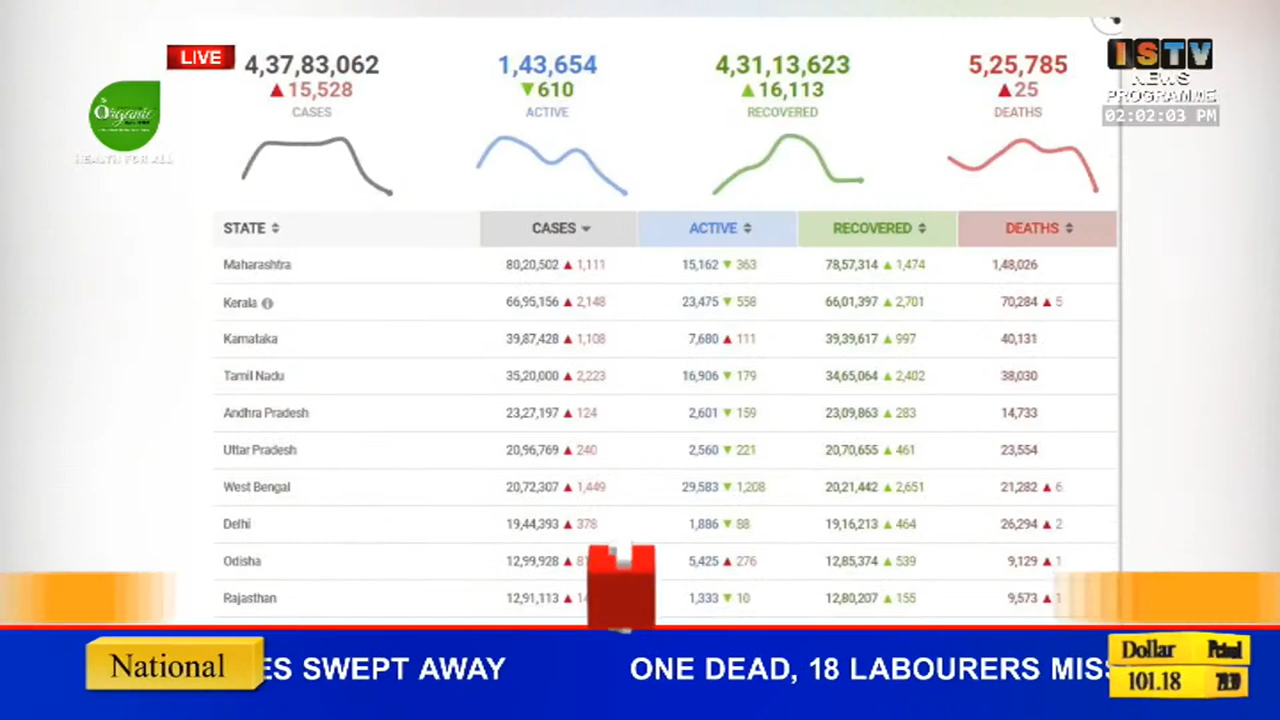 LIVE
4,37,83,062 1,43,654 4,31,13,623 5,25,785
▲15,528 ▼610 ▲16,113 ▲25
CASES ACTIVE RECOVERED DEATHS
ISTV
NEWS
PROGRAMME
02:02:03 PM
Organic
HEALTH FOR ALL
STATE CASES ACTIVE RECOVERED DEATHS
Maharashtra 80,20,502 ▲ 1,111 15,162 ▼ 363 78,57,314 ▲ 1,474 1,48,026
Kerala 66,95,156 ▲ 2,148 23,475 ▼ 558 66,01,397 ▲ 2,701 70,284 ▲ 5
Karnataka 39,87,428 ▲ 1,108 7,680 ▲ 111 39,39,617 ▲ 997 40,131
Tamil Nadu 35,20,000 ▲ 2,223 16,906 ▼ 179 34,65,064 ▲ 2,402 38,030
Andhra Pradesh 23,27,197 ▲ 124 2,601 ▼ 159 23,09,863 ▲ 283 14,733
Uttar Pradesh 20,96,769 ▲ 240 2,560 ▼ 221 20,70,655 ▲ 461 23,554
West Bengal 20,72,307 ▲ 1,449 29,583 ▼ 1,208 20,21,442 ▲ 2,651 21,282 ▲ 6
Delhi 19,44,393 ▲ 378 1,886 ▼ 88 19,16,213 ▲ 464 26,294 ▲ 2
Odisha 12,99,928 ▲ 5,425 ▲ 276 12,85,374 ▲ 539 9,129 ▲ 1
Rajasthan 12,91,113 ▲ 1,333 ▼ 10 12,80,207 ▲ 155 9,573 ▲ 1
National ES SWEPT AWAY ONE DEAD, 18 LABOURERS MISS
Dollar
101.18